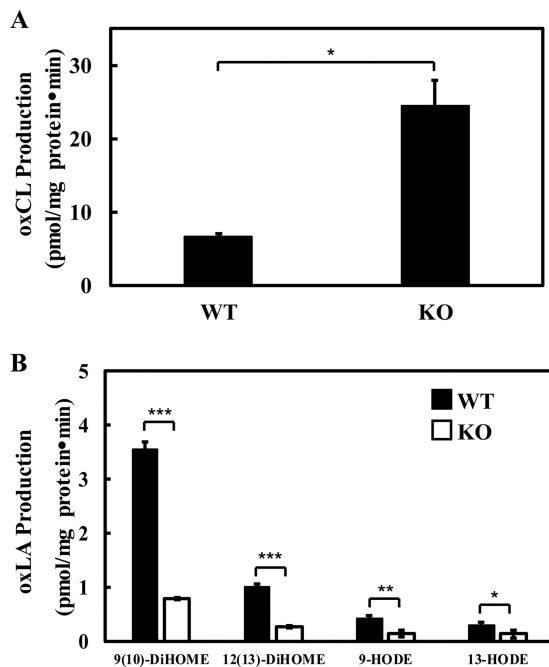 A
*
oxCL Production
(pmol/mg protein•min)
30
20
10
0
WT
KO
B
oxLA Production
(pmol/mg protein•min)
5
4
3
2
1
0
WT
KO
***
***
**
*
9(10)-DiHOME
12(13)-DiHOME
9-HODE
13-HODE